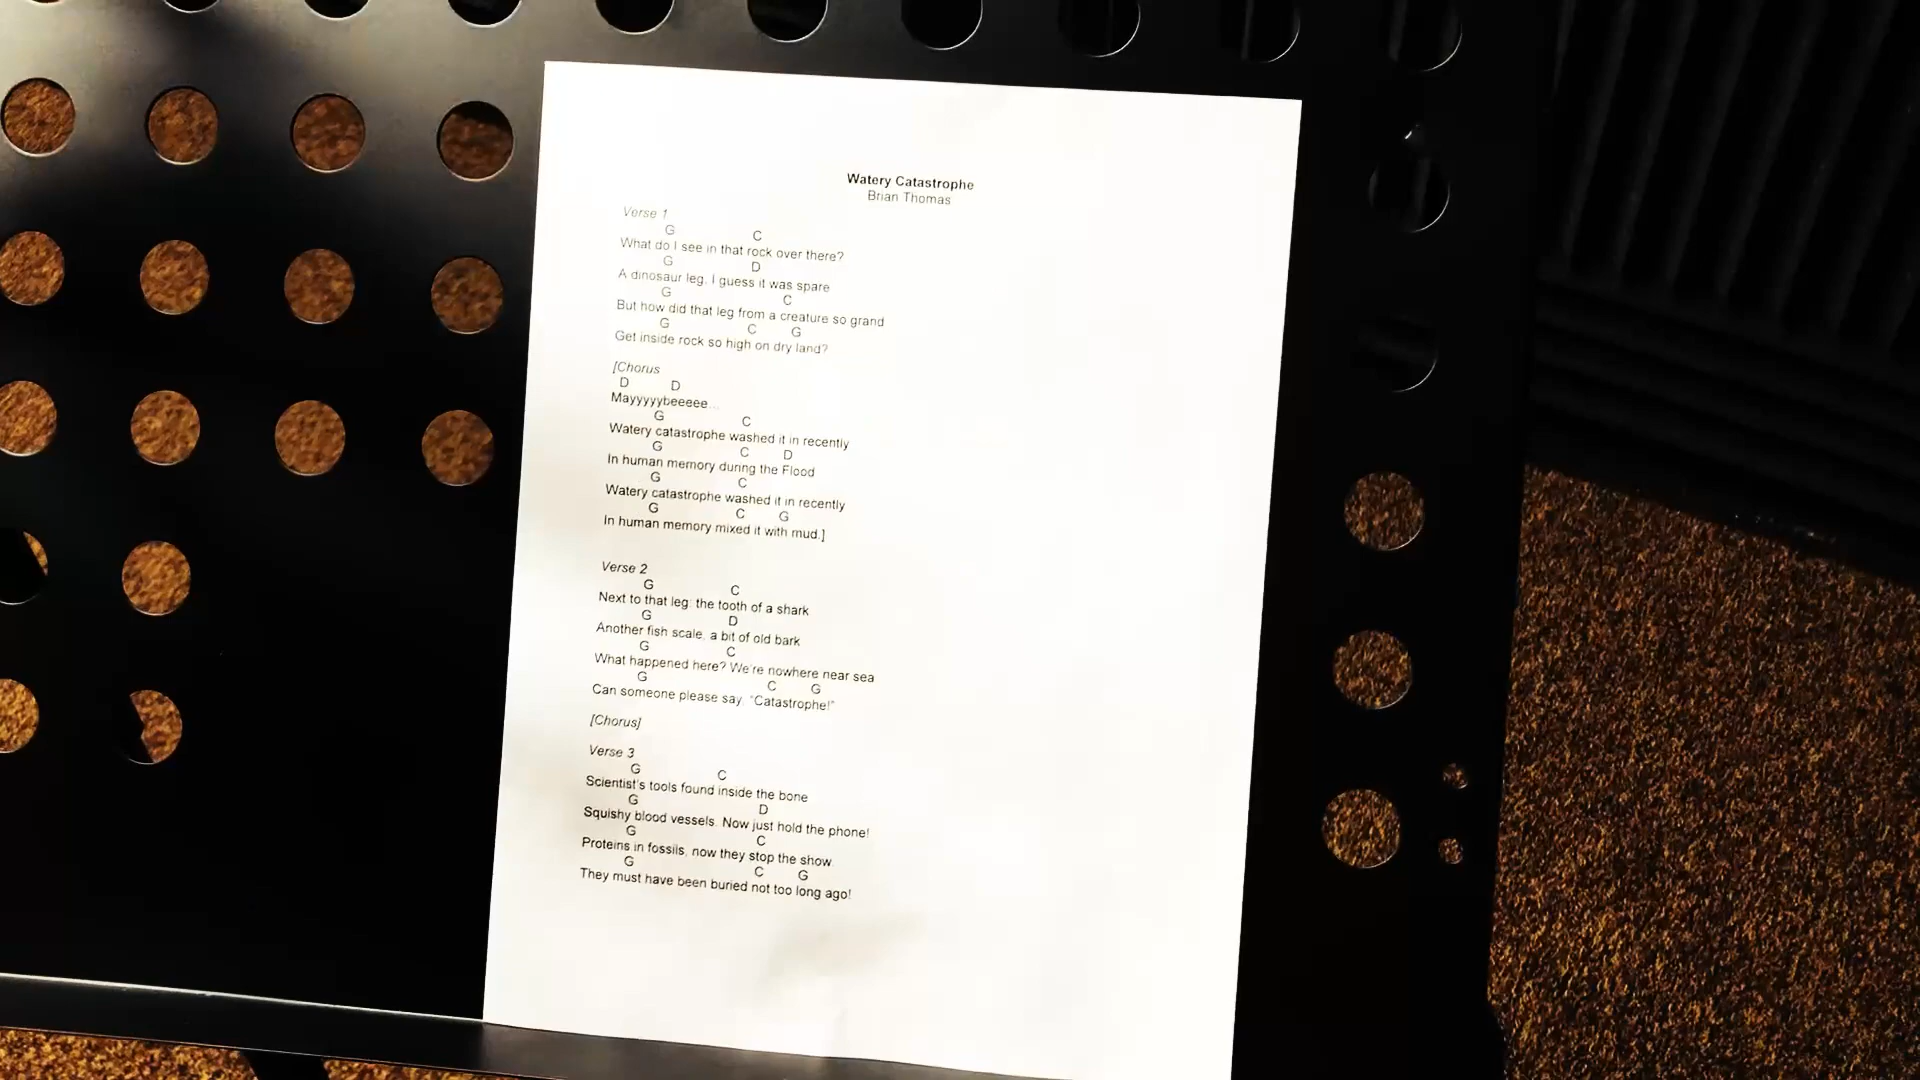 Watery Catastrophe
Brian Thomas
Verse 1
G C
What do I see in that rock over there?
G D
A dinosaur leg, I guess it was spare
G C
But how did that leg from a creature so grand
G C G
Get inside rock so high on dry land?
[Chorus
D D
Mayyyyybeeeee...
G C
Watery catastrophe washed it in recently
G C D
In human memory during the Flood
G C
Watery catastrophe washed it in recently
G C G
In human memory mixed it with mud.]
Verse 2
G C
Next to that leg: the tooth of a shark
G D
Another fish scale, a bit of old bark
G C
What happened here? We're nowhere near sea
G C G
Can someone please say, "Catastrophe!"
[Chorus]
Verse 3
G C
Scientist's tools found inside the bone
G D
Squishy blood vessels. Now just hold the phone!
G C
Proteins in fossils, now they stop the show.
G C G
They must have been buried not too long ago!